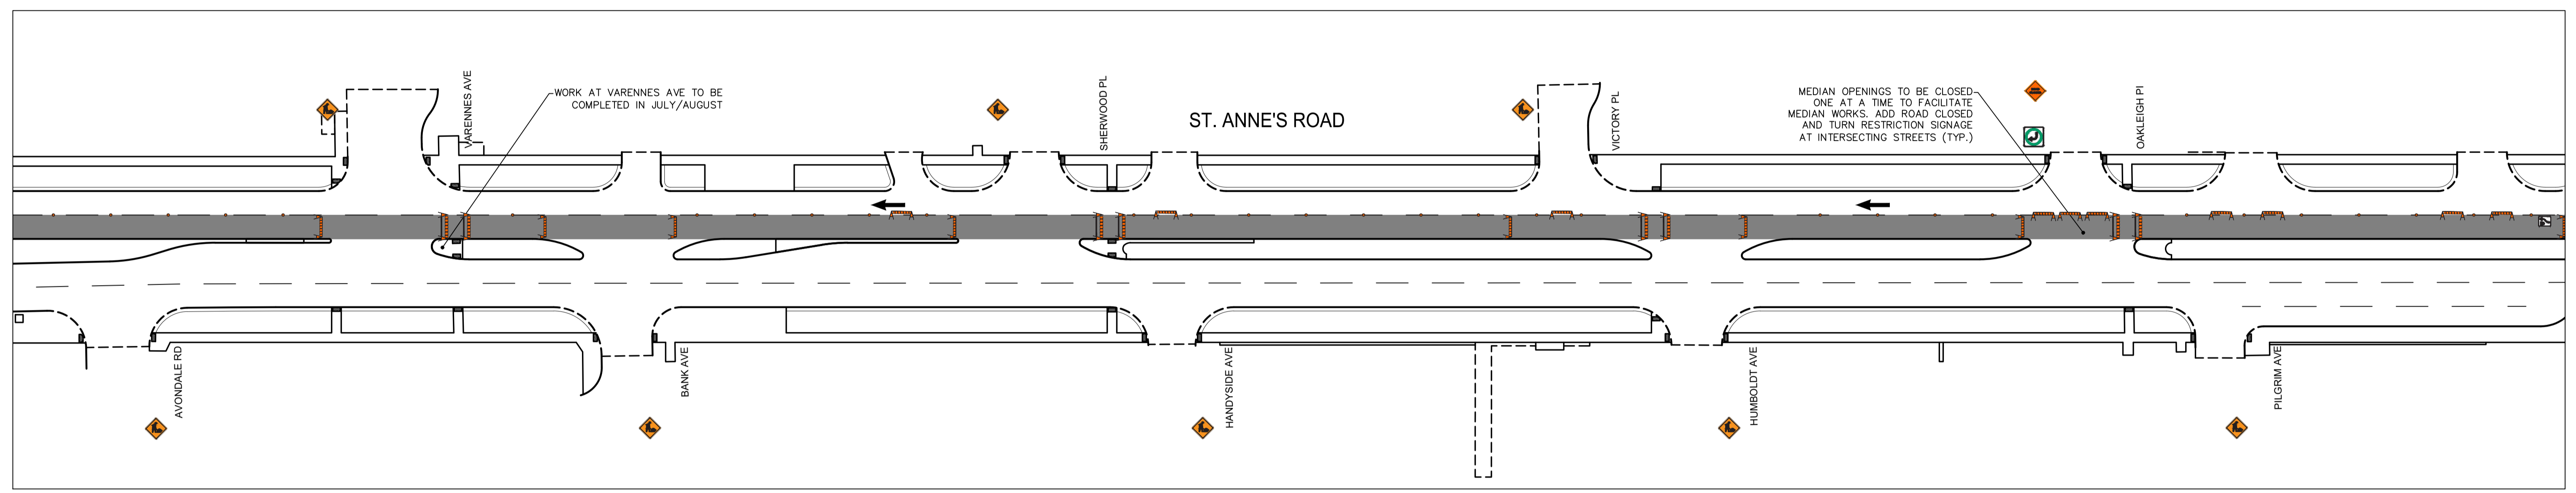 WORK AT VARENNES AVE TO BE
COMPLETED IN JULY/AUGUST
VARENNES AVE
SHERWOOD PL
ST. ANNE'S ROAD
VICTORY PL
MEDIAN OPENINGS TO BE CLOSED
ONE AT A TIME TO FACILITATE
MEDIAN WORKS. ADD ROAD CLOSED
AND TURN RESTRICTION SIGNAGE
AT INTERSECTING STREETS (TYP.)
OAKLEIGH Pl
AVONDALE RD
BANK AVE
HANDYSIDE AVE
HUMBOLDT AVE
PILGRIM AVE